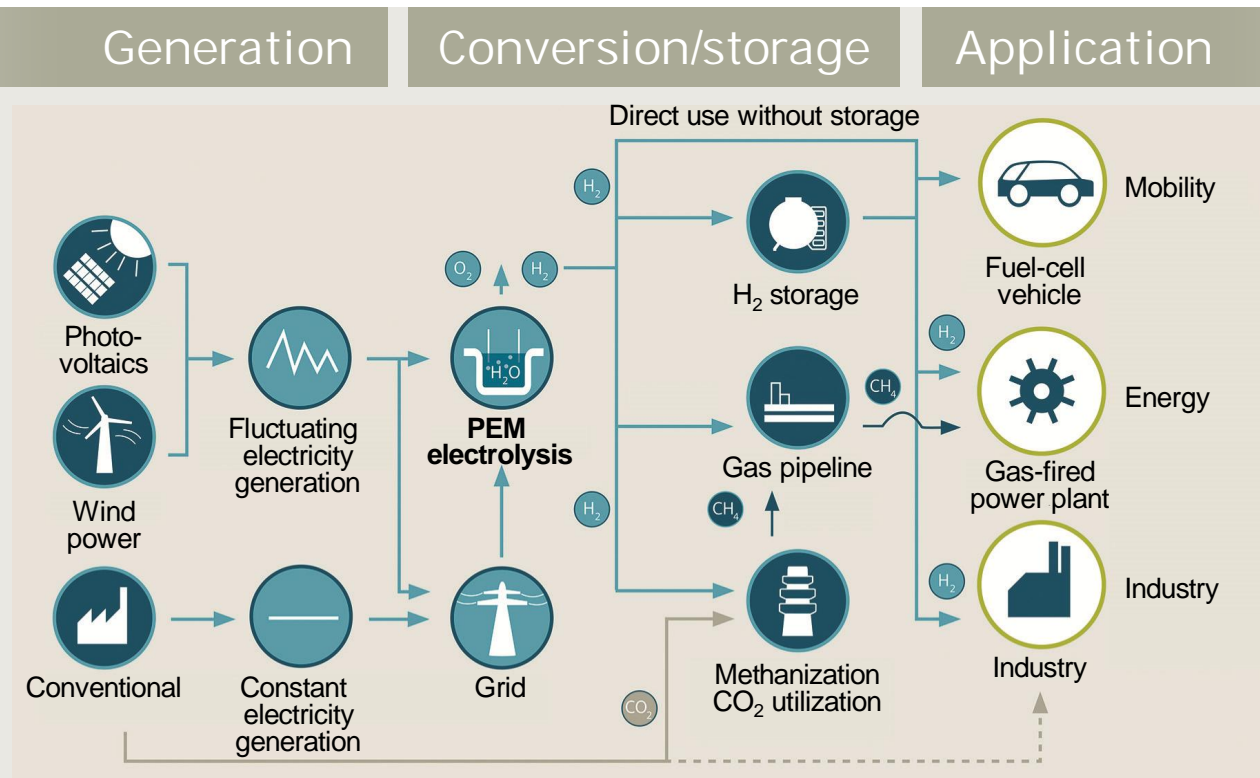 Generation
Conversion/storage
Application
Direct use without storage
H₂
Mobility
Fuel-cell
vehicle
O₂
H₂
H₂ storage
Photo-
voltaics
H₂O
H₂
CH₄
Energy
Fluctuating
electricity
generation
PEM
electrolysis
Gas pipeline
Gas-fired
power plant
Wind
power
H₂
CH₄
H₂
Industry
Conventional
Constant
electricity
generation
Grid
Methanization
CO₂ utilization
Industry
CO₂